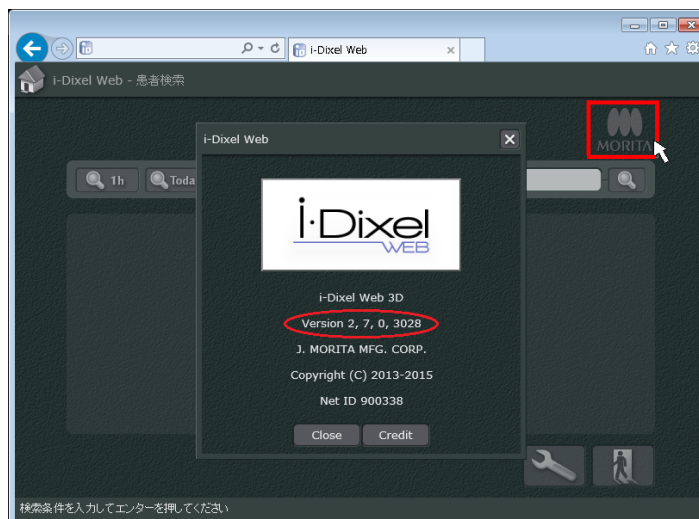 i-Dixel Web
i-Dixel Web - 患者検索
MORITA
1h
Toda
i-Dixel Web
i·Dixel
WEB
i-Dixel Web 3D
Version 2, 7, 0, 3028
J. MORITA MFG. CORP.
Copyright (C) 2013-2015
Net ID 900338
Close
Credit
検索条件を入力してエンターを押してください